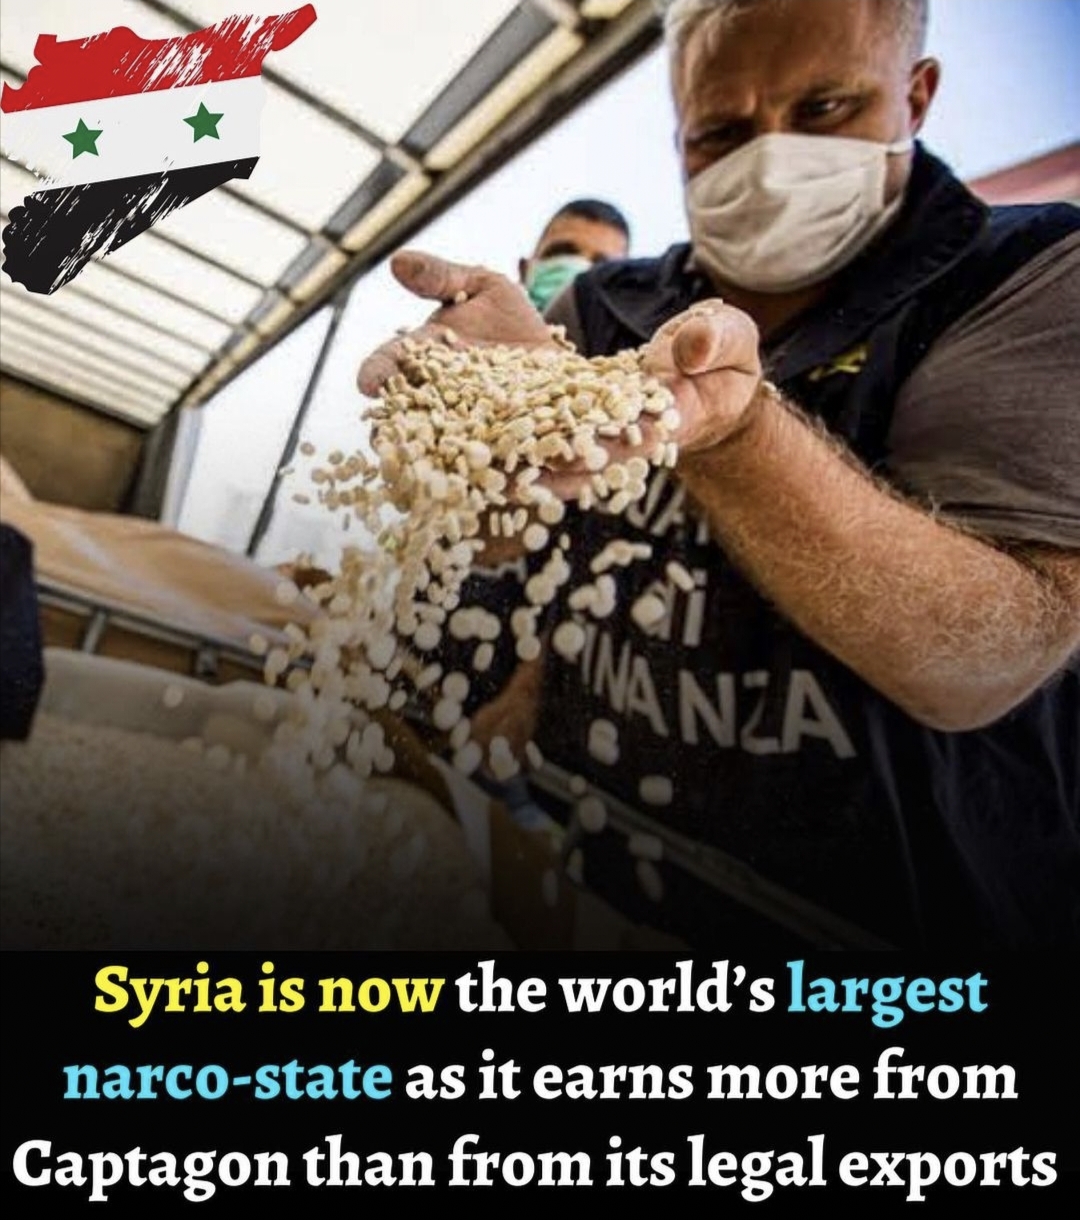 di
Syria is now the world's largest
narco-state as it earns more from
Captagon than from its legal exports